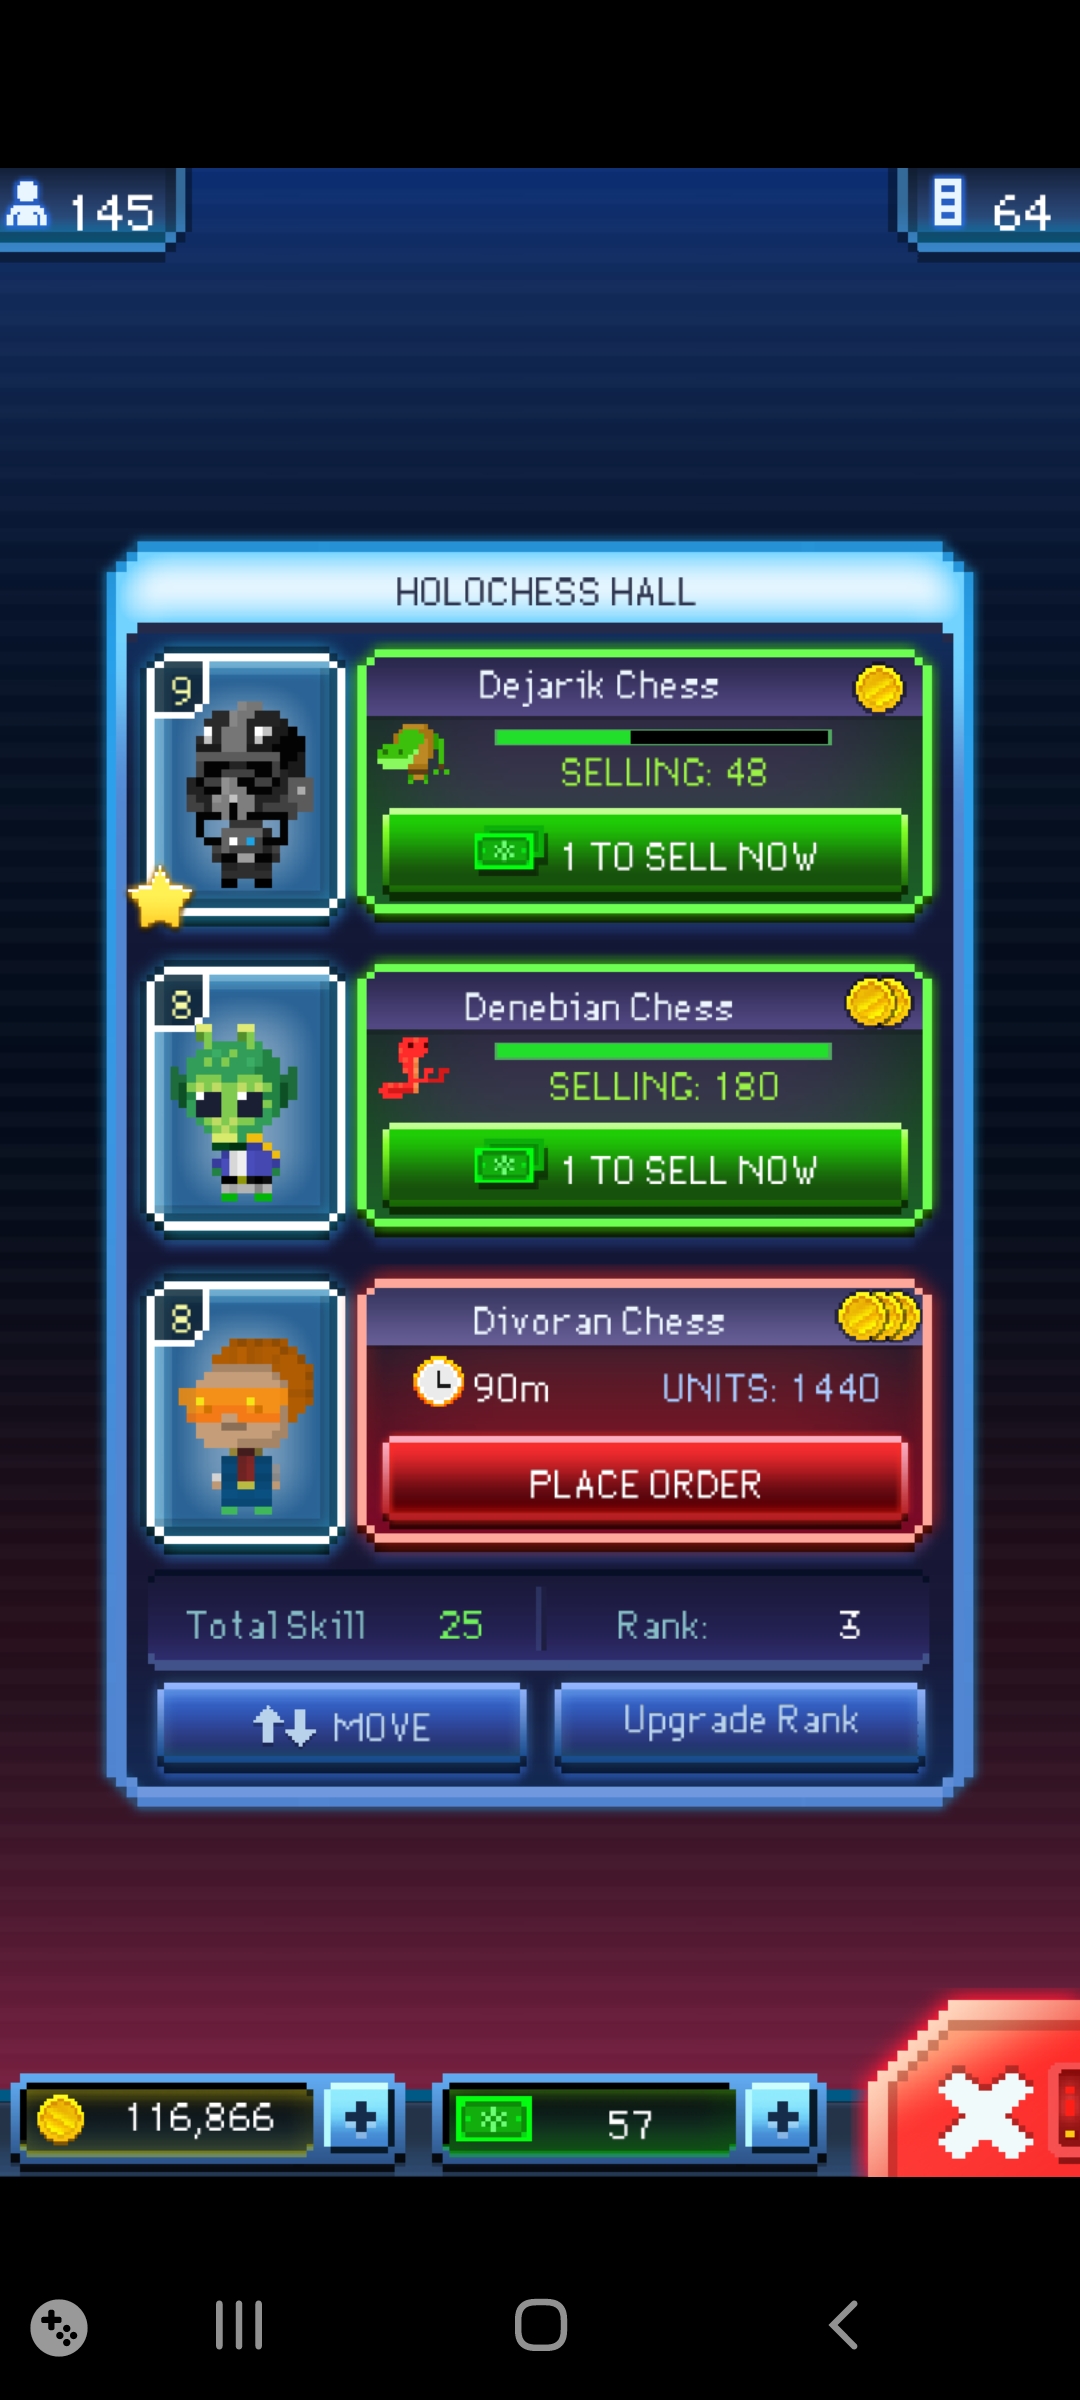 145
64
HOLOCHESS HALL
9
Dejarik Chess
SELLING: 48
1 TO SELL NOW
8
Denebian Chess
SELLING: 180
1 TO SELL NOW
8
Divoran Chess
90m UNITS: 1440
PLACE ORDER
Total Skill 25 Rank: 3
MOVE Upgrade Rank
116,866 57